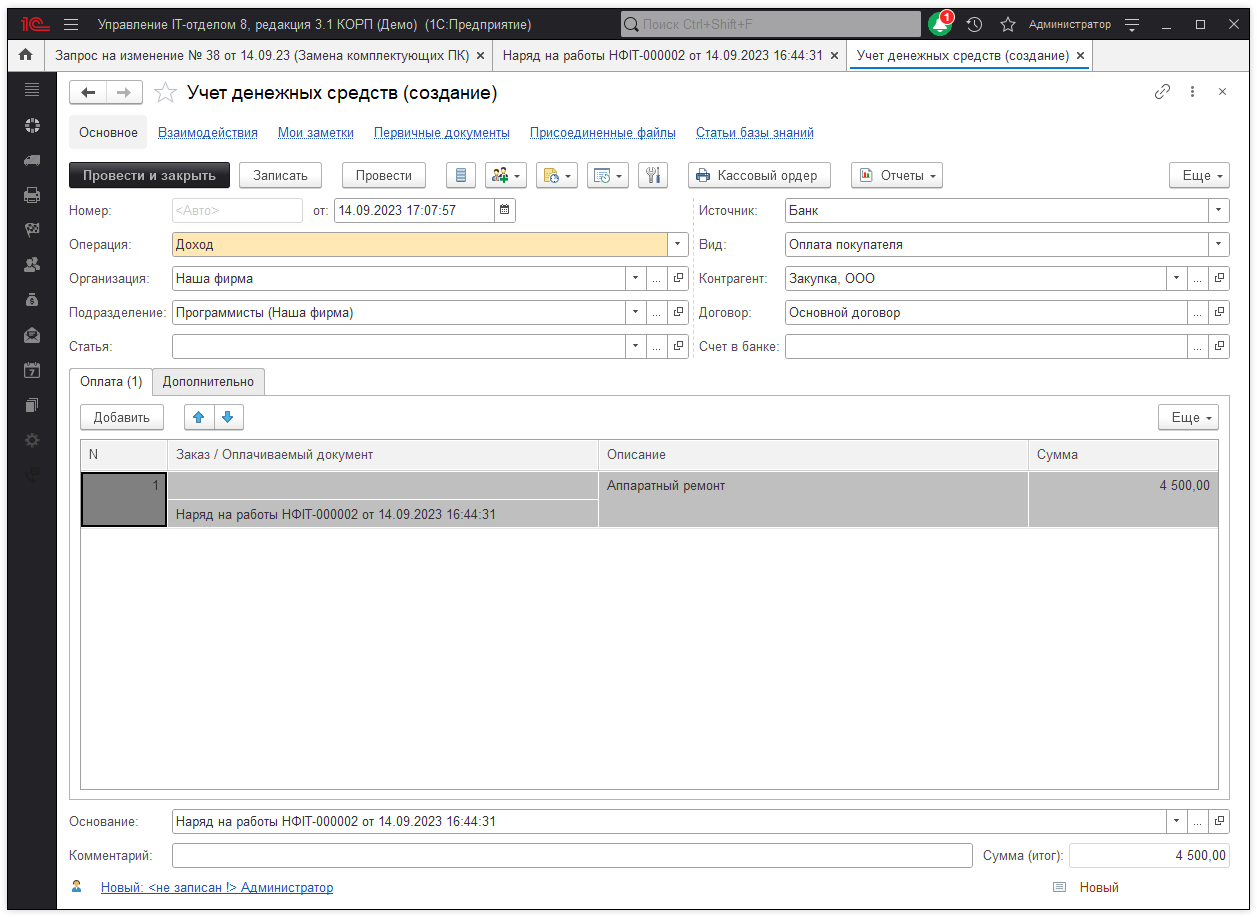 1С Управление IT-отделом 8, редакция 3.1 КОРП (Демо) (1С:Предприятие) Поиск Ctrl+Shift+F 1 Администратор
Запрос на изменение № 38 от 14.09.23 (Замена комплектующих ПК) Наряд на работы НФIT-000002 от 14.09.2023 16:44:31 Учет денежных средств (создание)
Учет денежных средств (создание)
Основное Взаимодействия Мои заметки Первичные документы Присоединенные файлы Статьи базы знаний
Провести и закрыть Записать Провести Кассовый ордер Отчеты Еще
Номер: <Авто> от: 14.09.2023 17:07:57 Источник: Банк
Операция: Доход Вид: Оплата покупателя
Организация: Наша фирма ... Контрагент: Закупка, ООО ...
Подразделение: Программисты (Наша фирма) ... Договор: Основной договор ...
Статья: ... Счет в банке: ...
Оплата (1) Дополнительно
Добавить Еще
N Заказ / Оплачиваемый документ Описание Сумма
1 Аппаратный ремонт 4 500,00
Наряд на работы НФIT-000002 от 14.09.2023 16:44:31
Основание: Наряд на работы НФIT-000002 от 14.09.2023 16:44:31 ...
Комментарий: Сумма (итог): 4 500,00
Новый: <не записан !> Администратор Новый